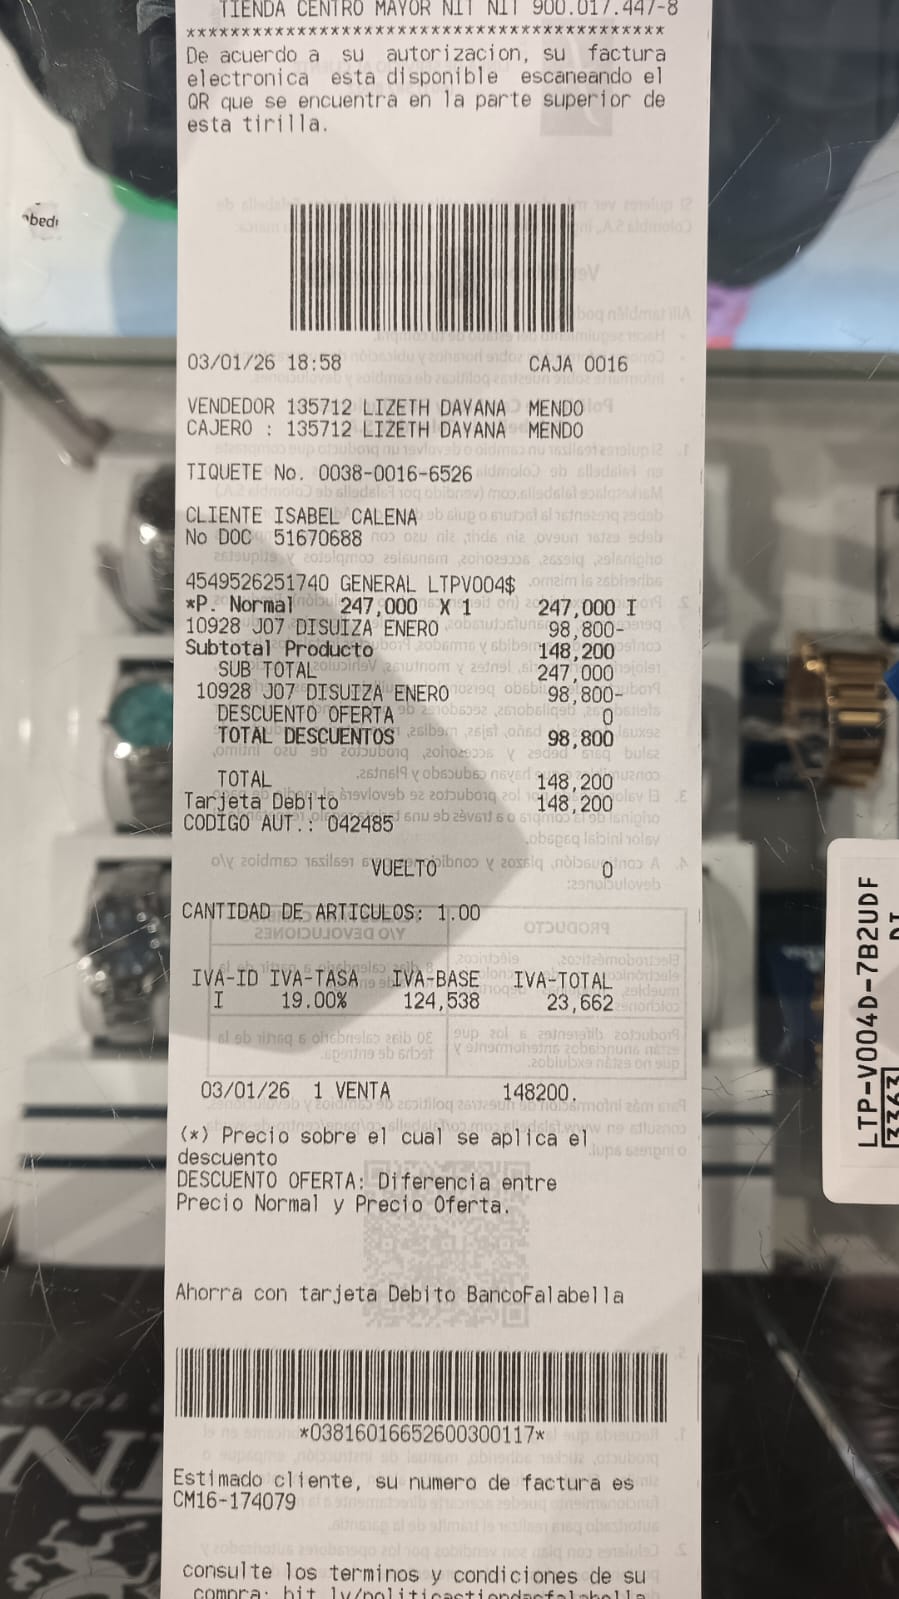 TIENDA CENTRO MAYOR NIT NIT 900.017.447-8
********************************************
De acuerdo a su autorizacion, su factura
electronica esta disponible escaneando el
QR que se encuentra en la parte superior de
esta tirilla.
03/01/26 18:58 CAJA 0016
VENDEDOR 135712 LIZETH DAYANA MENDO
CAJERO : 135712 LIZETH DAYANA MENDO
TIQUETE No. 0038-0016-6526
CLIENTE ISABEL CALENA
No DOC 51670688
4549526251740 GENERAL LTPV004$
*P. Normal 247,000 X 1 247,000 I
10928 J07 DISUIZA ENERO 98,800-
Subtotal Producto 148,200
SUB TOTAL 247,000
10928 J07 DISUIZA ENERO 98,800-
DESCUENTO OFERTA 0
TOTAL DESCUENTOS 98,800
TOTAL 148,200
Tarjeta Debito 148,200
CODIGO AUT.: 042485
VUELTO 0
CANTIDAD DE ARTICULOS: 1.00
IVA-ID IVA-TASA IVA-BASE IVA-TOTAL
I 19.00% 124,538 23,662
03/01/26 1 VENTA 148200.
(*) Precio sobre el cual se aplica el
descuento
DESCUENTO OFERTA: Diferencia entre
Precio Normal y Precio Oferta.
Ahorra con tarjeta Debito BancoFalabella
*038160166526003001​17*
Estimado cliente, su numero de factura es
CM16-174079
consulte los terminos y condiciones de su
LTP-V004D-7B2UDF
3363